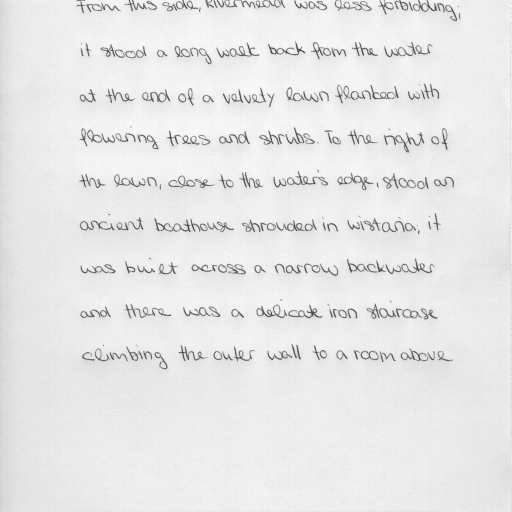 From this side, Rivermead was less forbidding;
it stood a long walk back from the water
at the end of a velvety lawn flanked with
flowering trees and shrubs. To the right of
the lawn, close to the water's edge, stood an
ancient boathouse shrouded in wistaria; it
was built across a narrow backwater
and there was a delicate iron staircase
climbing the outer wall to a room above.